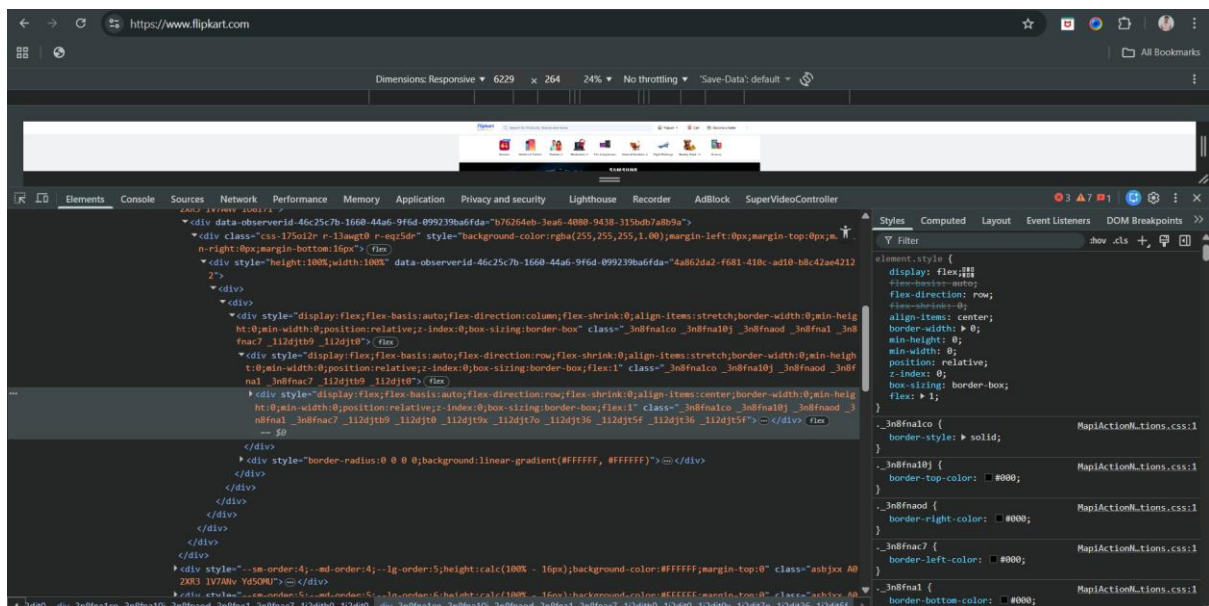 https://www.flipkart.com
All Bookmarks
Dimensions: Responsive ▼ 6229 x 264 24% ▼ No throttling ▼ 'Save-Data': default ▼
Flipkart
SAMSUNG
Elements Console Sources Network Performance Memory Application Privacy and security Lighthouse Recorder AdBlock SuperVideoController 3 7 1
<div data-observerid-46c25c7b-1660-44a6-9f6d-099239ba6fda="b76264eb-3ea6-4080-9438-315bdb7a8b9a">
<div class="css-175oi2r r-13awgt0 r-eqz5dr" style="background-color:rgba(255,255,255,1.00);margin-left:0px;margin-top:0px;m
n-right:0px;margin-bottom:16px"> flex
<div style="height:100%;width:100%" data-observerid-46c25c7b-1660-44a6-9f6d-099239ba6fda="4a862da2-f681-410c-ad10-b8c42ae4212
2">
<div>
<div>
<div style="display:flex;flex-basis:auto;flex-direction:column;flex-shrink:0;align-items:stretch;border-width:0;min-heig
ht:0;min-width:0;position:relative;z-index:0;box-sizing:border-box" class="_3n8fna1co _3n8fna10j _3n8fnaod _3n8fna1 _3n8
fnac7 _1i2djtb9 _1i2djt0"> flex
<div style="display:flex;flex-basis:auto;flex-direction:row;flex-shrink:0;align-items:stretch;border-width:0;min-heigh
t:0;min-width:0;position:relative;z-index:0;box-sizing:border-box;flex:1" class="_3n8fna1co _3n8fna10j _3n8fnaod _3n8f
na1 _3n8fnac7 _1i2djtb9 _1i2djt0"> flex
<div style="display:flex;flex-basis:auto;flex-direction:row;flex-shrink:0;align-items:center;border-width:0;min-heig
ht:0;min-width:0;position:relative;z-index:0;box-sizing:border-box;flex:1" class="_3n8fna1co _3n8fna10j _3n8fnaod _3
n8fna1 _3n8fnac7 _1i2djtb9 _1i2djt0 _1i2djt9x _1i2djt7o _1i2djt36 _1i2djt5f _1i2djt36 _1i2djt5f">…</div> flex
== $0
</div>
<div style="border-radius:0 0 0 0;background:linear-gradient(#FFFFFF, #FFFFFF)">…</div>
</div>
</div>
</div>
</div>
</div>
</div>
<div style="--sm-order:4;--md-order:4;--lg-order:5;height:calc(100% - 16px);background-color:#FFFFFF;margin-top:0" class="asbjxx A0
2XR3 1V7ANv Yd5OMU">…</div>
Styles Computed Layout Event Listeners DOM Breakpoints
Filter :hov .cls
element.style {
display: flex;
flex-basis: auto;
flex-direction: row;
flex-shrink: 0;
align-items: center;
border-width: 0;
min-height: 0;
min-width: 0;
position: relative;
z-index: 0;
box-sizing: border-box;
flex: 1;
}
._3n8fna1co { MapiActionN…tions.css:1
border-style: solid;
}
._3n8fna10j { MapiActionN…tions.css:1
border-top-color: #000;
}
._3n8fnaod { MapiActionN…tions.css:1
border-right-color: #000;
}
._3n8fnac7 { MapiActionN…tions.css:1
border-left-color: #000;
}
._3n8fna1 { MapiActionN…tions.css:1
border-bottom-color: #000;